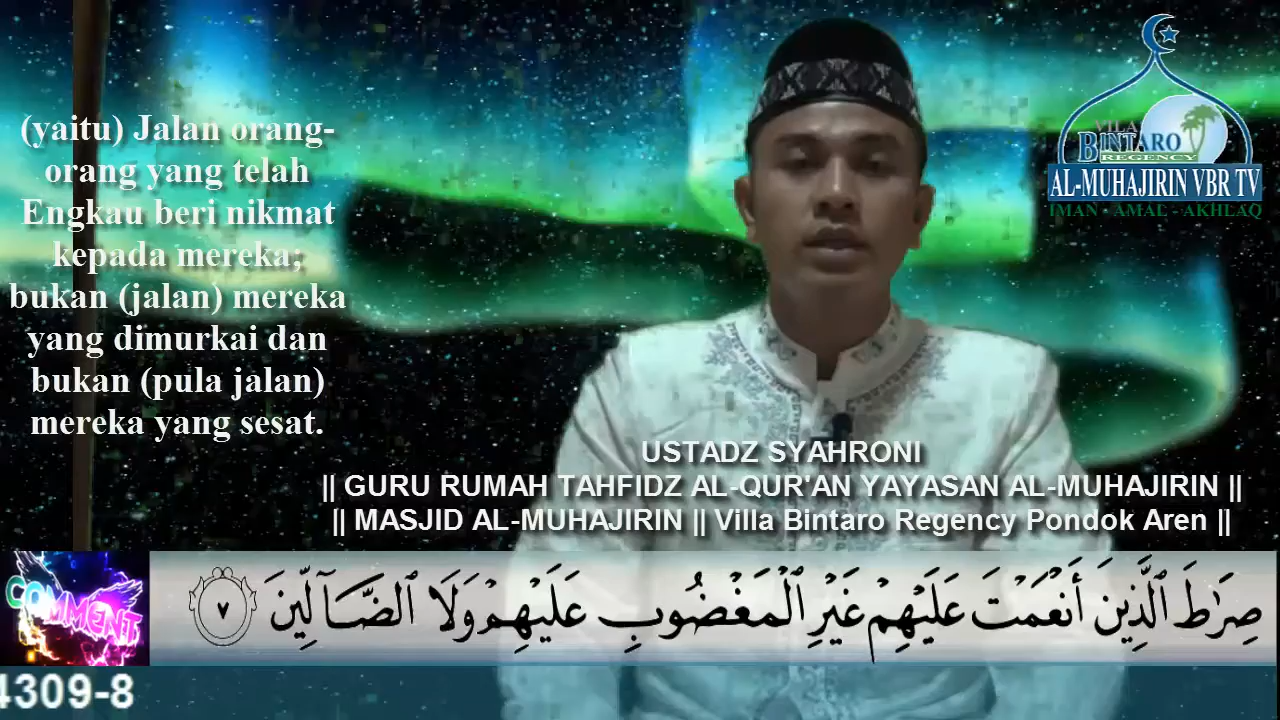 (yaitu) Jalan orang-
orang yang telah
Engkau beri nikmat
kepada mereka;
bukan (jalan) mereka
yang dimurkai dan
bukan (pula jalan)
mereka yang sesat.
VILA
BINTARO
REGENCY
AL-MUHAJIRIN VBR TV
IMAN - AMAL - AKHLAQ
USTADZ SYAHRONI
|| GURU RUMAH TAHFIDZ AL-QUR'AN YAYASAN AL-MUHAJIRIN ||
|| MASJID AL-MUHAJIRIN || Villa Bintaro Regency Pondok Aren ||
COMMENT
صِرَٰطَ ٱلَّذِينَ أَنْعَمْتَ عَلَيْهِمْ غَيْرِ ٱلْمَغْضُوبِ عَلَيْهِمْ وَلَا ٱلضَّآلِّينَ ٧
4309-8